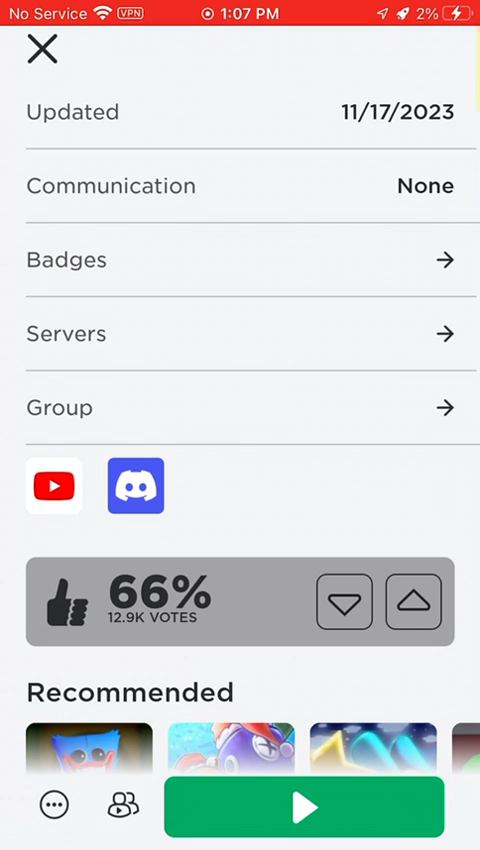 No Service VPN 1:07 PM 2%
Updated 11/17/2023
Communication None
Badges
Servers
Group
66%
12.9K VOTES
Recommended